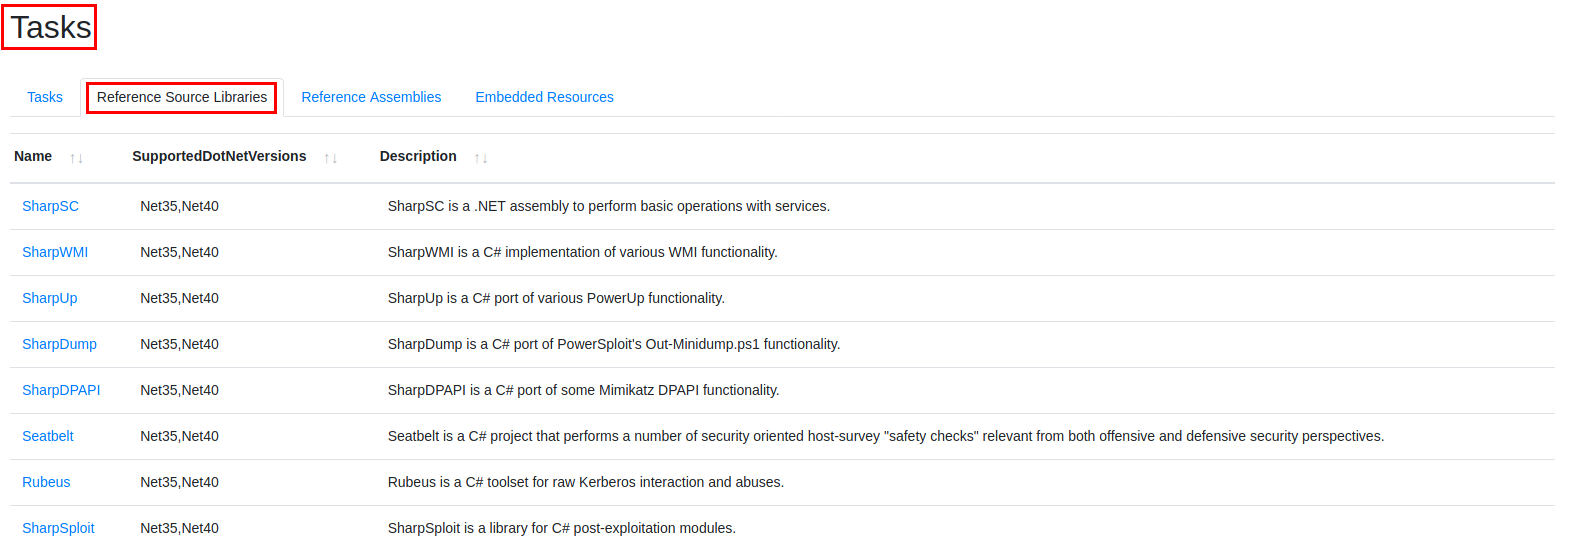 Tasks
Tasks Reference Source Libraries Reference Assemblies Embedded Resources
Name ↑↓ SupportedDotNetVersions ↑↓ Description ↑↓
SharpSC Net35,Net40 SharpSC is a .NET assembly to perform basic operations with services.
SharpWMI Net35,Net40 SharpWMI is a C# implementation of various WMI functionality.
SharpUp Net35,Net40 SharpUp is a C# port of various PowerUp functionality.
SharpDump Net35,Net40 SharpDump is a C# port of PowerSploit's Out-Minidump.ps1 functionality.
SharpDPAPI Net35,Net40 SharpDPAPI is a C# port of some Mimikatz DPAPI functionality.
Seatbelt Net35,Net40 Seatbelt is a C# project that performs a number of security oriented host-survey "safety checks" relevant from both offensive and defensive security perspectives.
Rubeus Net35,Net40 Rubeus is a C# toolset for raw Kerberos interaction and abuses.
SharpSploit Net35,Net40 SharpSploit is a library for C# post-exploitation modules.